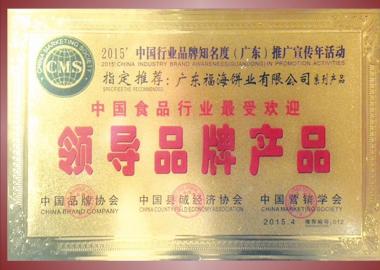 CHINA MARKETING SOCIETY
CMS
2015'中国行业品牌知名度（广东）推广宣传年活动
2015'CHINA INDUSTRY BRAND AWARENESS(GUANGDONG) IN PROMOTION ACTIVITIES
指定推荐：广东福海饼业有限公司系列产品
SPECIFIES THE RECOMMENDED
中国食品行业最受欢迎
领导品牌产品
中国品牌协会 中国县域经济协会 中国营销学会
CHINA BRAND COMPANY CHINA COUNTY FIELD ECONOMY ASSOCIATION CHINA MARKETING SOCIETY
2015.4 推荐编号:012